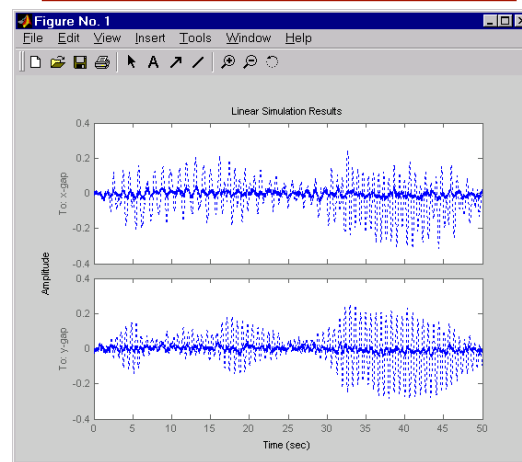 Figure No. 1
File Edit View Insert Tools Window Help
A
Linear Simulation Results
0.4
0.2
0
-0.2
-0.4
To: x-gap
Amplitude
0.4
0.2
0
-0.2
-0.4
To: y-gap
0 5 10 15 20 25 30 35 40 45 50
Time (sec)